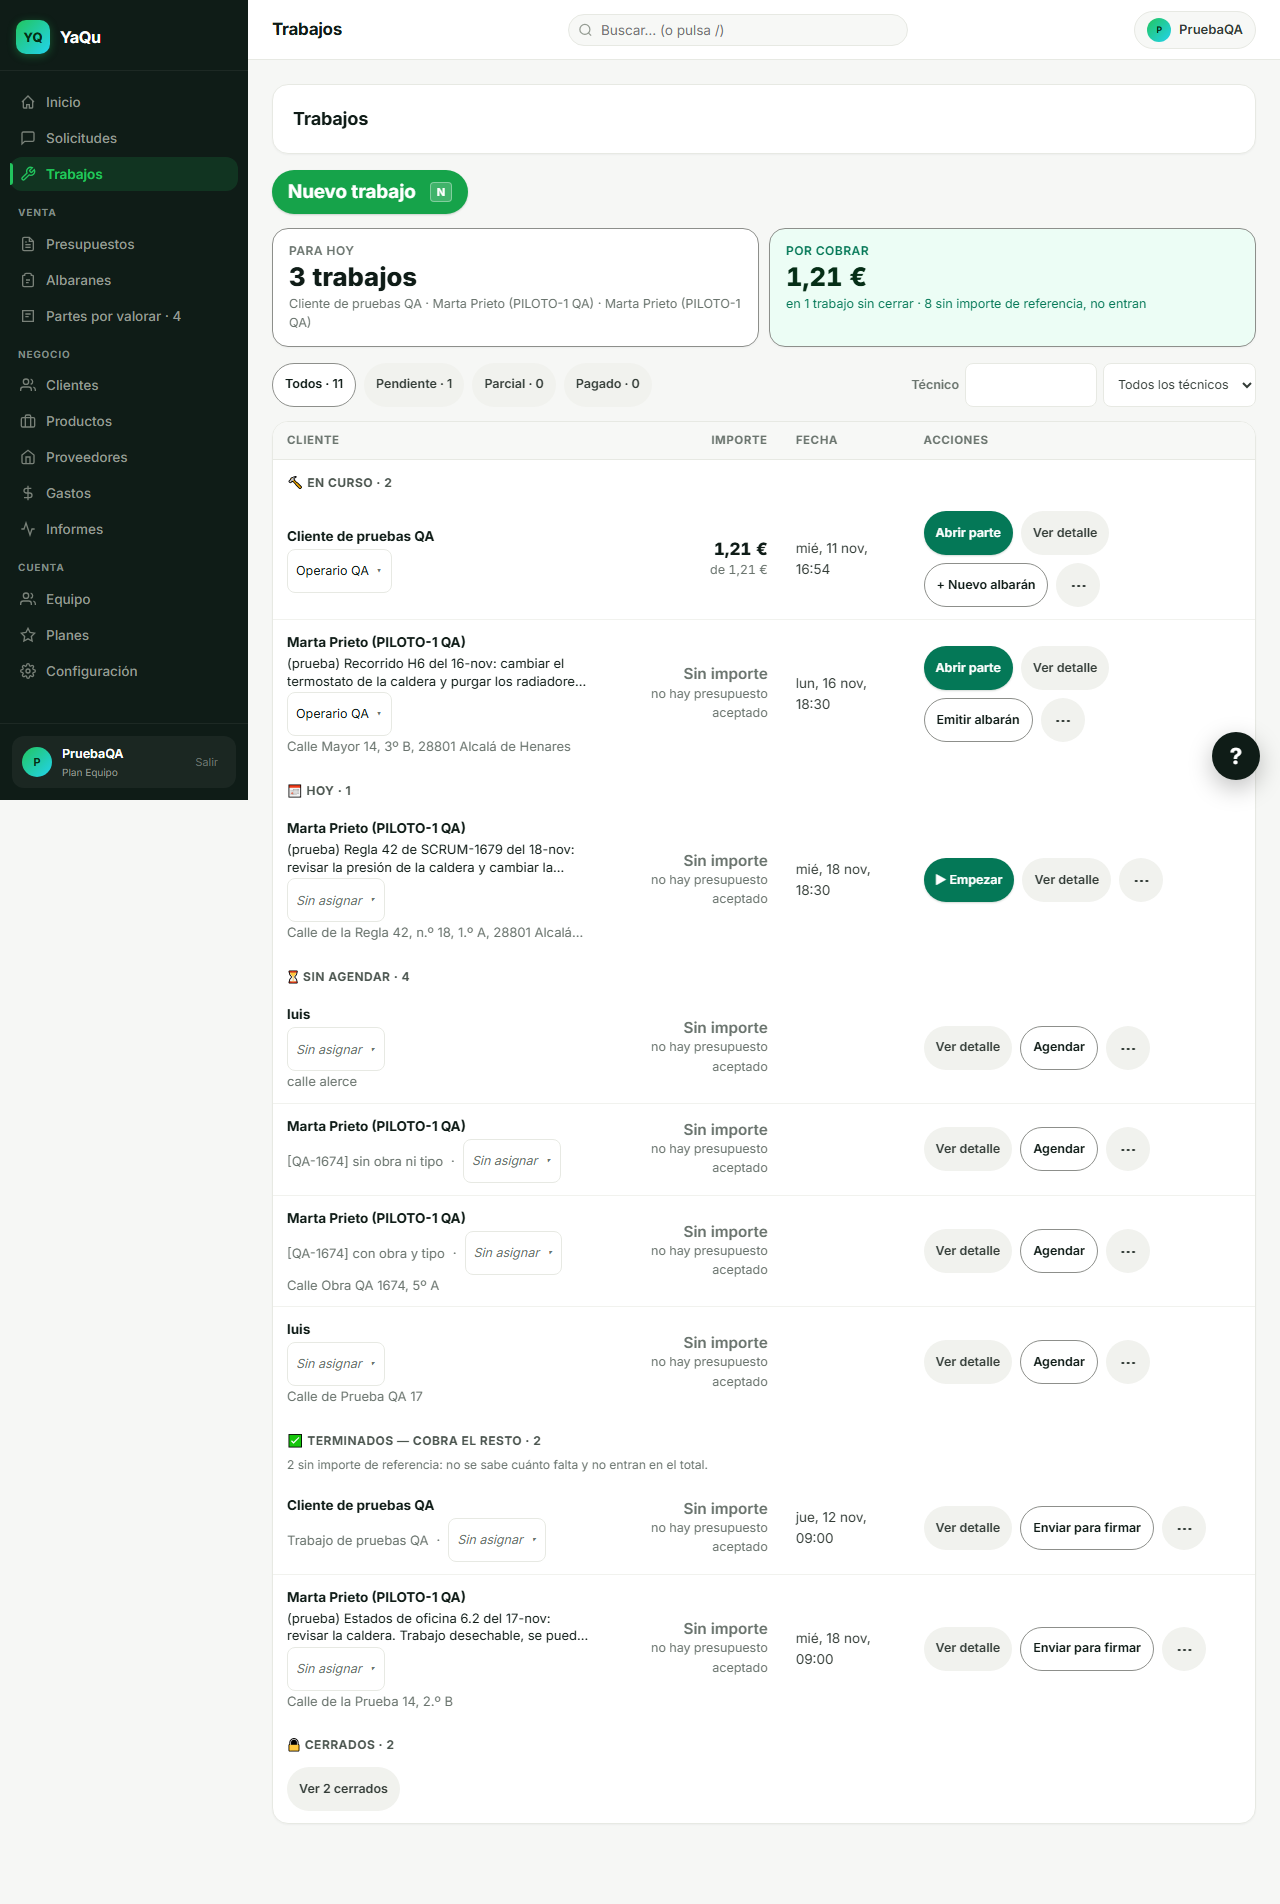 YQ YaQu
Inicio
Solicitudes
Trabajos
VENTA
Presupuestos
Albaranes
Partes por valorar · 4
NEGOCIO
Clientes
Productos
Proveedores
Gastos
Informes
CUENTA
Equipo
Planes
Configuración
P PruebaQA
Plan Equipo
Salir
Trabajos
Buscar... (o pulsa /)
P PruebaQA
Trabajos
Nuevo trabajo N
PARA HOY
3 trabajos
Cliente de pruebas QA · Marta Prieto (PILOTO-1 QA) · Marta Prieto (PILOTO-1
QA)
POR COBRAR
1,21 €
en 1 trabajo sin cerrar · 8 sin importe de referencia, no entran
Todos · 11 Pendiente · 1 Parcial · 0 Pagado · 0
Técnico Todos los técnicos
CLIENTE IMPORTE FECHA ACCIONES
🔨 EN CURSO · 2
Cliente de pruebas QA
Operario QA
1,21 €
de 1,21 €
mié, 11 nov,
16:54
Abrir parte Ver detalle
+ Nuevo albarán ...
Marta Prieto (PILOTO-1 QA)
(prueba) Recorrido H6 del 16-nov: cambiar el
termostato de la caldera y purgar los radiadore...
Operario QA
Calle Mayor 14, 3º B, 28801 Alcalá de Henares
Sin importe
no hay presupuesto
aceptado
lun, 16 nov,
18:30
Abrir parte Ver detalle
Emitir albarán ...
?
📅 HOY · 1
Marta Prieto (PILOTO-1 QA)
(prueba) Regla 42 de SCRUM-1679 del 18-nov:
revisar la presión de la caldera y cambiar la...
Sin asignar
Calle de la Regla 42, n.º 18, 1.º A, 28801 Alcalá...
Sin importe
no hay presupuesto
aceptado
mié, 18 nov,
18:30
▶ Empezar Ver detalle ...
⏳ SIN AGENDAR · 4
luis
Sin asignar
calle alerce
Sin importe
no hay presupuesto
aceptado
Ver detalle Agendar ...
Marta Prieto (PILOTO-1 QA)
[QA-1674] sin obra ni tipo · Sin asignar
Sin importe
no hay presupuesto
aceptado
Ver detalle Agendar ...
Marta Prieto (PILOTO-1 QA)
[QA-1674] con obra y tipo · Sin asignar
Calle Obra QA 1674, 5º A
Sin importe
no hay presupuesto
aceptado
Ver detalle Agendar ...
luis
Sin asignar
Calle de Prueba QA 17
Sin importe
no hay presupuesto
aceptado
Ver detalle Agendar ...
✅ TERMINADOS — COBRA EL RESTO · 2
2 sin importe de referencia: no se sabe cuánto falta y no entran en el total.
Cliente de pruebas QA
Trabajo de pruebas QA · Sin asignar
Sin importe
no hay presupuesto
aceptado
jue, 12 nov,
09:00
Ver detalle Enviar para firmar ...
Marta Prieto (PILOTO-1 QA)
(prueba) Estados de oficina 6.2 del 17-nov:
revisar la caldera. Trabajo desechable, se pued...
Sin asignar
Calle de la Prueba 14, 2.º B
Sin importe
no hay presupuesto
aceptado
mié, 18 nov,
09:00
Ver detalle Enviar para firmar ...
🔒 CERRADOS · 2
Ver 2 cerrados